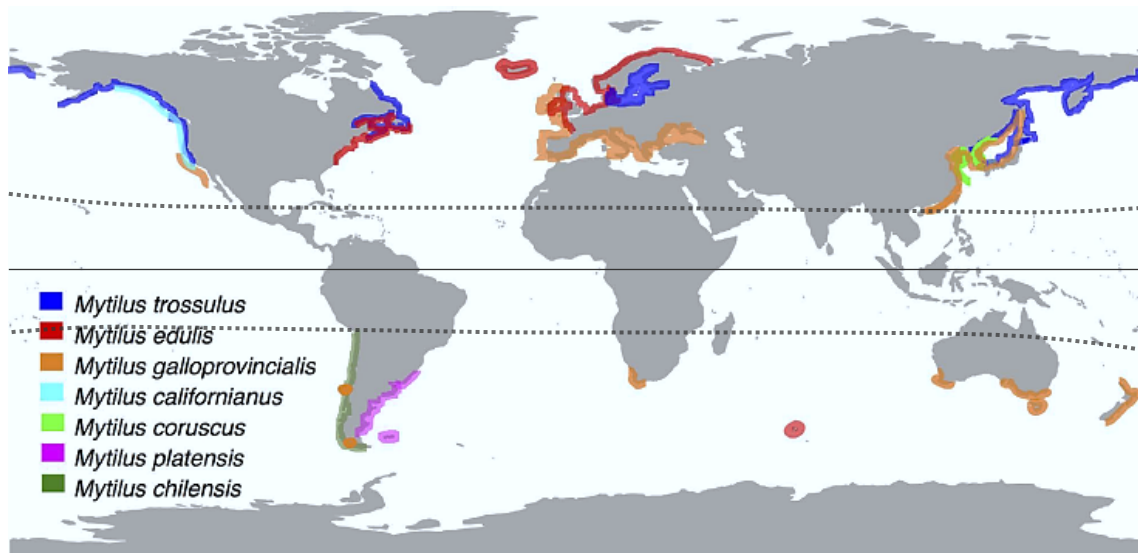 Mytilus trossulus
Mytilus edulis
Mytilus galloprovincialis
Mytilus californianus
Mytilus coruscus
Mytilus platensis
Mytilus chilensis